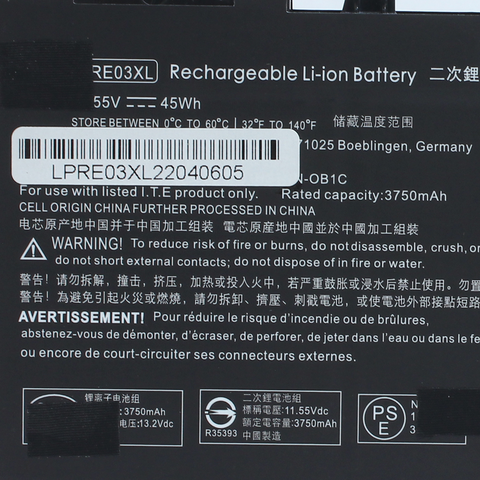 RE03XL Rechargeable Li-ion Battery 二次鋰
55V ⎓ 45Wh
STORE BETWEEN 0°C TO 60°C | 32°F TO 140°F 储藏温度范围
71025 Boeblingen, Germany
LPRE03XL22040605
N-OB1C
For use with listed I.T.E product only. Rated capacity:3750mAh
CELL ORIGIN CHINA FURTHER PROCESSED IN CHINA
电芯原产地中国并于中国加工组装 電芯原產地中國並於中國加工組裝
WARNING! To reduce risk of fire or burns, do not disassemble, crush, or
do not short external contacts; do not dispose of in fire or water.
警告! 请勿拆解，撞击，挤压，加热或投入火中，若严重鼓胀或浸水后禁止使用。
警告! 為避免引起火災或燃燒，請勿拆卸、擠壓、刺戳電池，或使電池外部接點短路
AVERTISSEMENT! Pour réduire le risque d'incendie ou de brûlures,
abstenez-vous de démonter, d'écraser, de perforer, de jeter dans l'eau ou dans le fe
ou encore de court-circuiter ses connecteurs externes.
锂离子电池组
3750mAh
电压:13.2Vdc
R35393
二次鋰電池組
標稱電壓:11.55Vdc
額定電容量:3750mAh
中國製造
PS
E
N
1
3